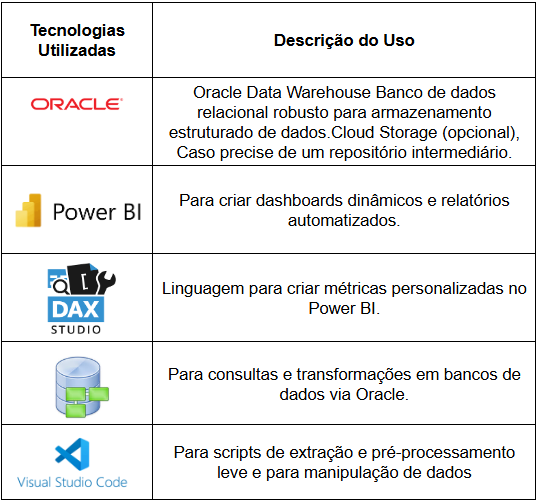 Tecnologias
Utilizadas
Descrição do Uso
ORACLE
Oracle Data Warehouse Banco de dados
relacional robusto para armazenamento
estruturado de dados.Cloud Storage (opcional),
Caso precise de um repositório intermediário.
Power BI
Para criar dashboards dinâmicos e relatórios
automatizados.
DAX
STUDIO
Linguagem para criar métricas personalizadas no
Power BI.
Para consultas e transformações em bancos de
dados via Oracle.
Visual Studio Code
Para scripts de extração e pré-processamento
leve e para manipulação de dados